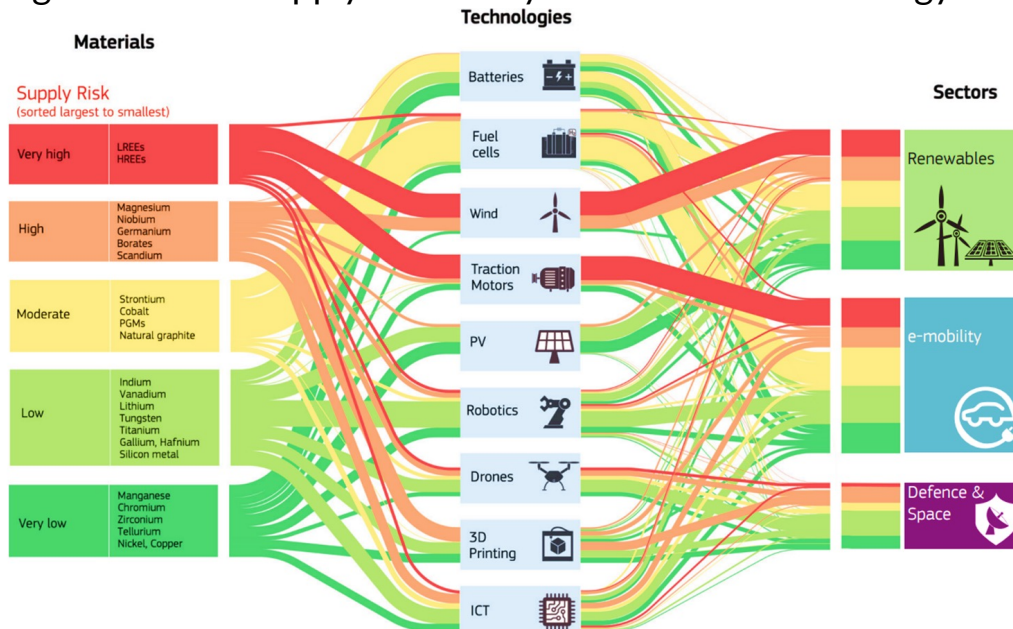 Technologies
Materials
Supply Risk
(sorted largest to smallest)
Very high
LREEs
HREEs
High
Magnesium
Niobium
Germanium
Borates
Scandium
Moderate
Strontium
Cobalt
PGMs
Natural graphite
Low
Indium
Vanadium
Lithium
Tungsten
Titanium
Gallium, Hafnium
Silicon metal
Very low
Manganese
Chromium
Zirconium
Tellurium
Nickel, Copper
Batteries
Fuel
cells
Wind
Traction
Motors
PV
Robotics
Drones
3D
Printing
ICT
Sectors
Renewables
e-mobility
Defence &
Space